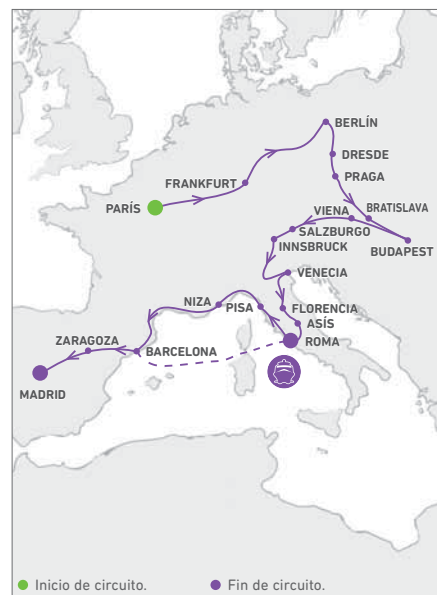 BERLÍN
DRESDE
FRANKFURT
PRAGA
PARÍS
VIENA
BRATISLAVA
SALZBURGO
INNSBRUCK
BUDAPEST
VENECIA
NIZA
PISA
FLORENCIA
ASÍS
ZARAGOZA
BARCELONA
ROMA
MADRID
Inicio de circuito.
Fin de circuito.